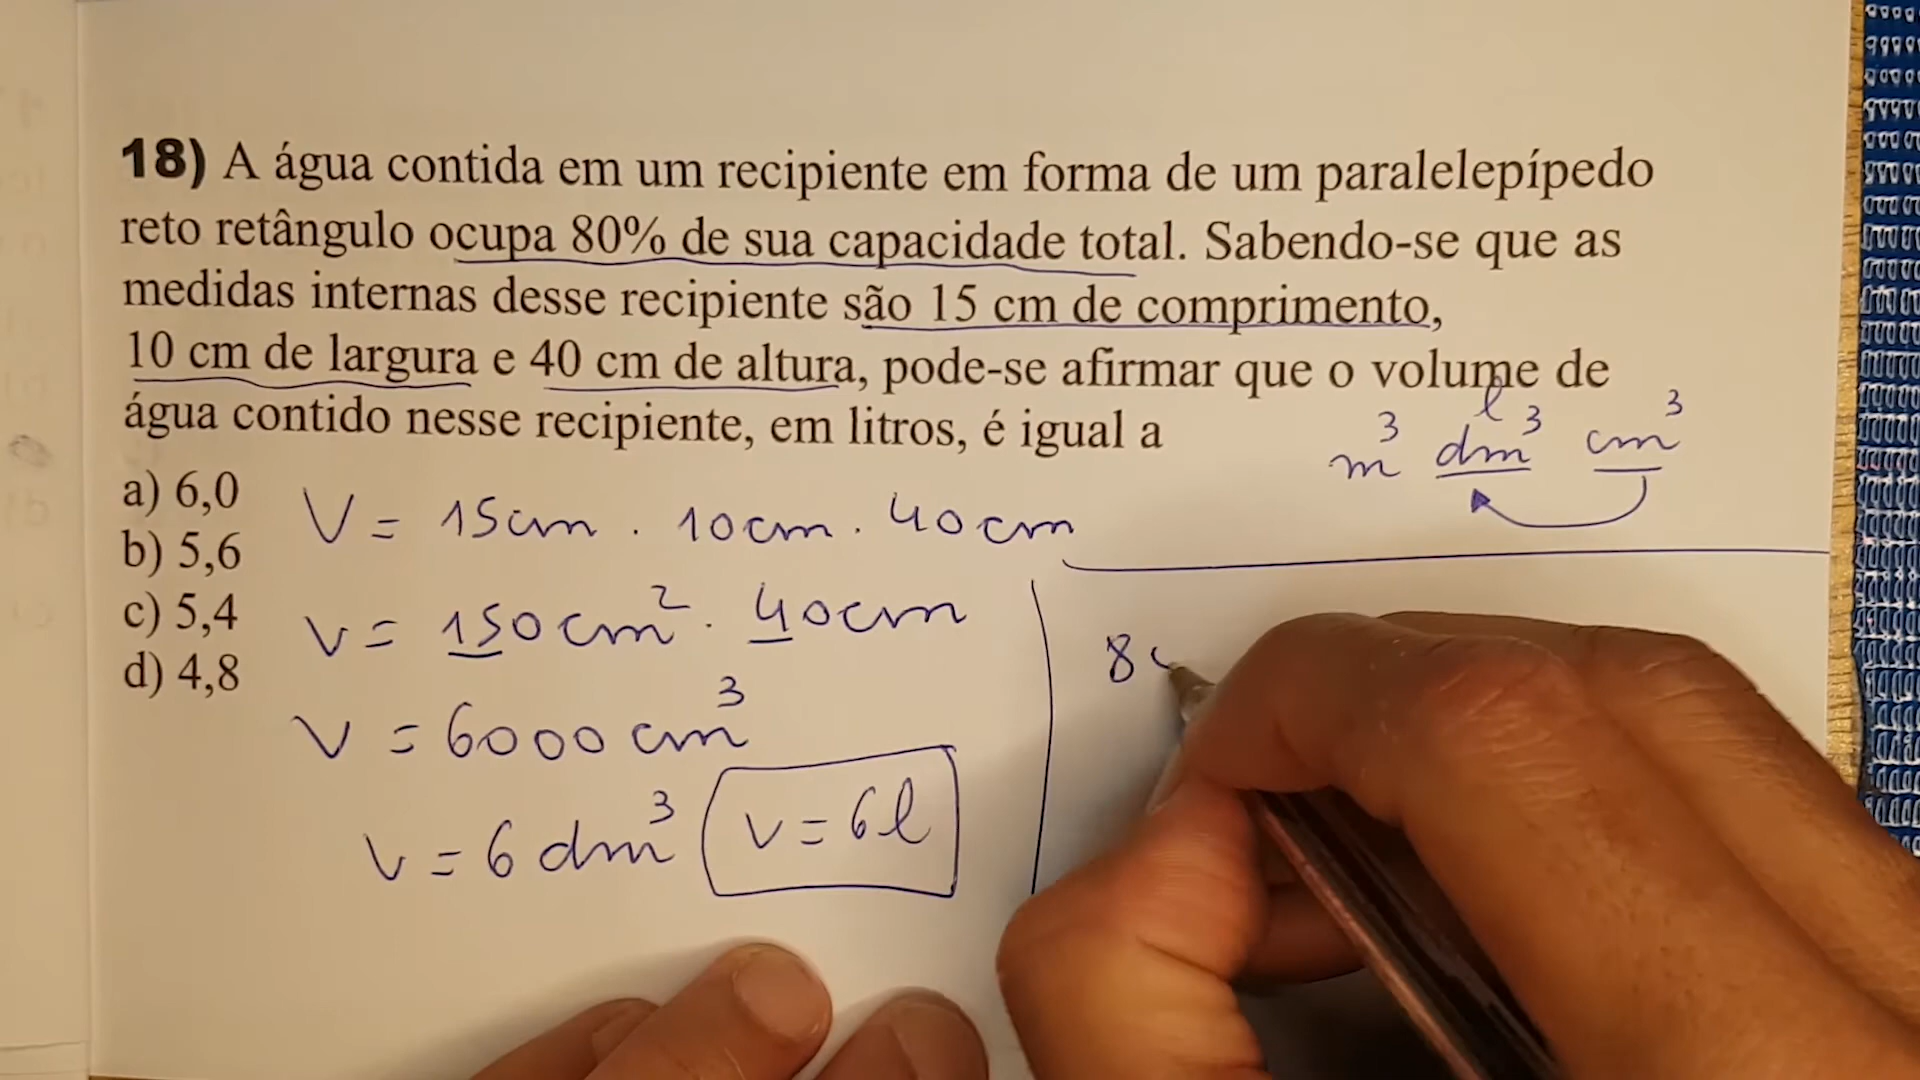 18) A água contida em um recipiente em forma de um paralelepípedo
reto retângulo ocupa 80% de sua capacidade total. Sabendo-se que as
medidas internas desse recipiente são 15 cm de comprimento,
10 cm de largura e 40 cm de altura, pode-se afirmar que o volume de
água contido nesse recipiente, em litros, é igual a
a) 6,0
b) 5,6
c) 5,4
d) 4,8
l
m³ dm³ cm³
V = 15cm . 10cm . 40cm
V = 150cm² . 40cm
V = 6000 cm³
V = 6 dm³ V = 6l
8